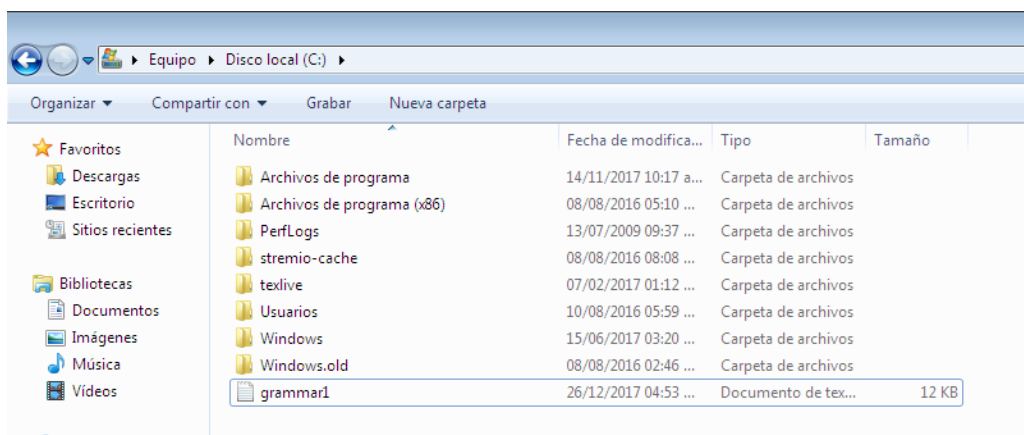 Equipo Disco local (C:)
Organizar Compartir con Grabar Nueva carpeta
Favoritos
Descargas
Escritorio
Sitios recientes
Bibliotecas
Documentos
Imágenes
Música
Vídeos
Nombre Fecha de modifica... Tipo Tamaño
Archivos de programa 14/11/2017 10:17 a... Carpeta de archivos
Archivos de programa (x86) 08/08/2016 05:10 ... Carpeta de archivos
PerfLogs 13/07/2009 09:37 ... Carpeta de archivos
stremio-cache 08/08/2016 08:08 ... Carpeta de archivos
texlive 07/02/2017 01:12 ... Carpeta de archivos
Usuarios 10/08/2016 05:59 ... Carpeta de archivos
Windows 15/06/2017 03:20 ... Carpeta de archivos
Windows.old 08/08/2016 02:46 ... Carpeta de archivos
grammar1 26/12/2017 04:53 ... Documento de tex... 12 KB